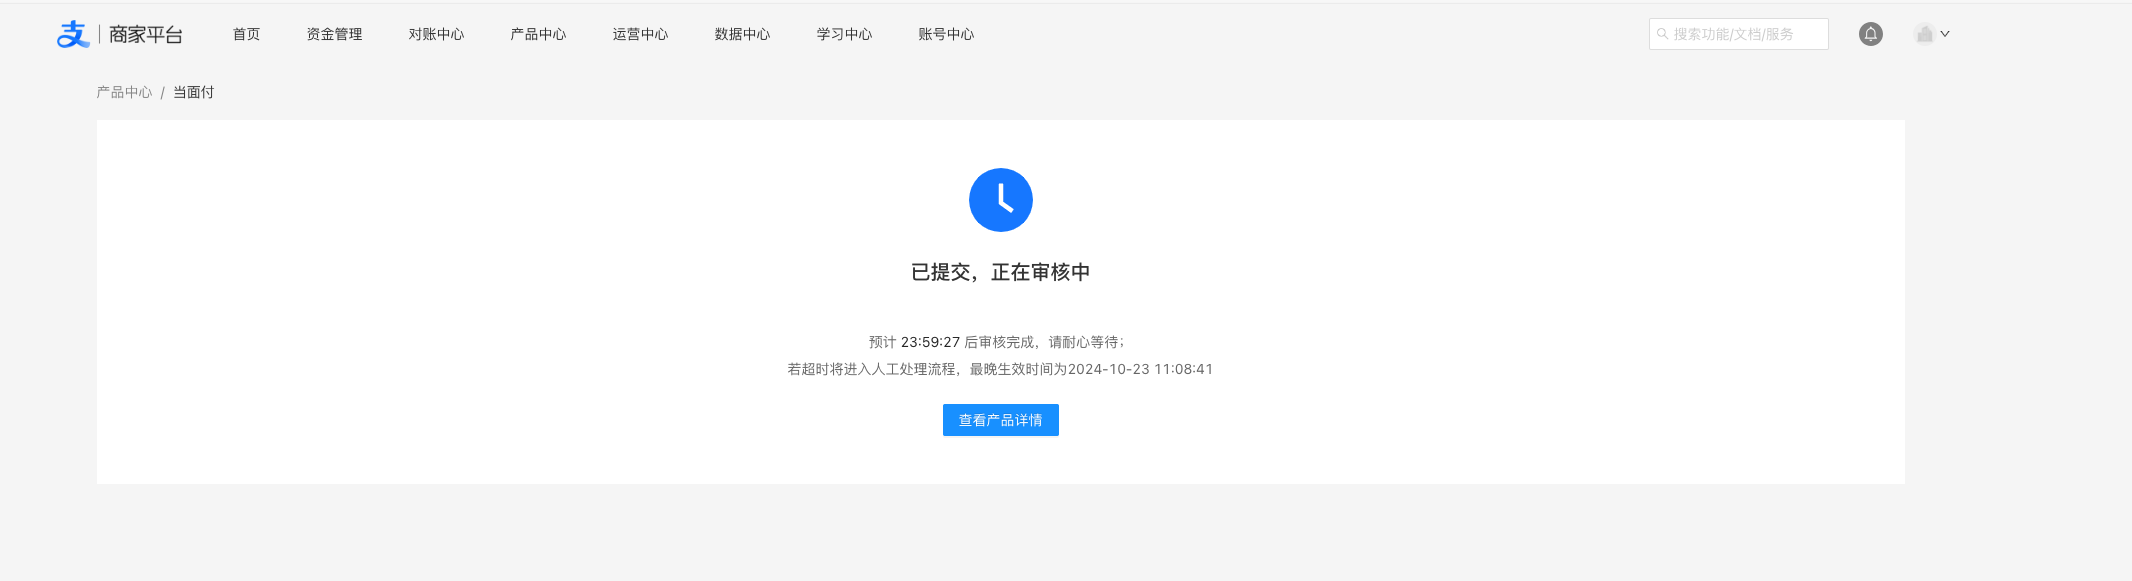 支 | 商家平台 首页 资金管理 对账中心 产品中心 运营中心 数据中心 学习中心 账号中心 搜索功能/文档/服务
产品中心 / 当面付
已提交，正在审核中
预计 23:59:27 后审核完成，请耐心等待；
若超时将进入人工处理流程，最晚生效时间为2024-10-23 11:08:41
查看产品详情